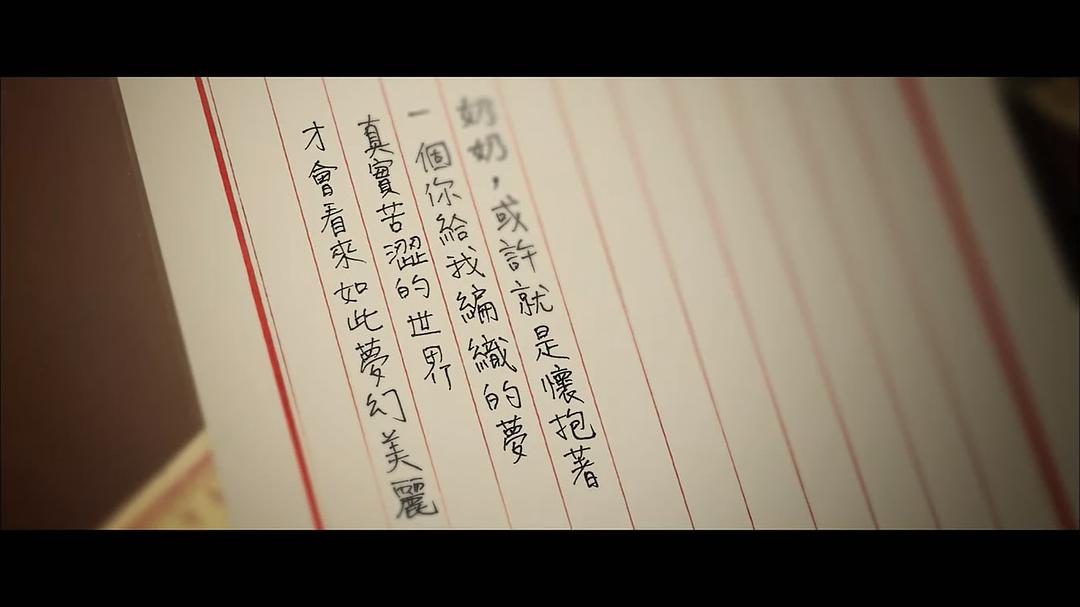 奶奶，或許就是懷抱著
一個你給我編織的夢
真實苦澀的世界
才會看來如此夢幻美麗